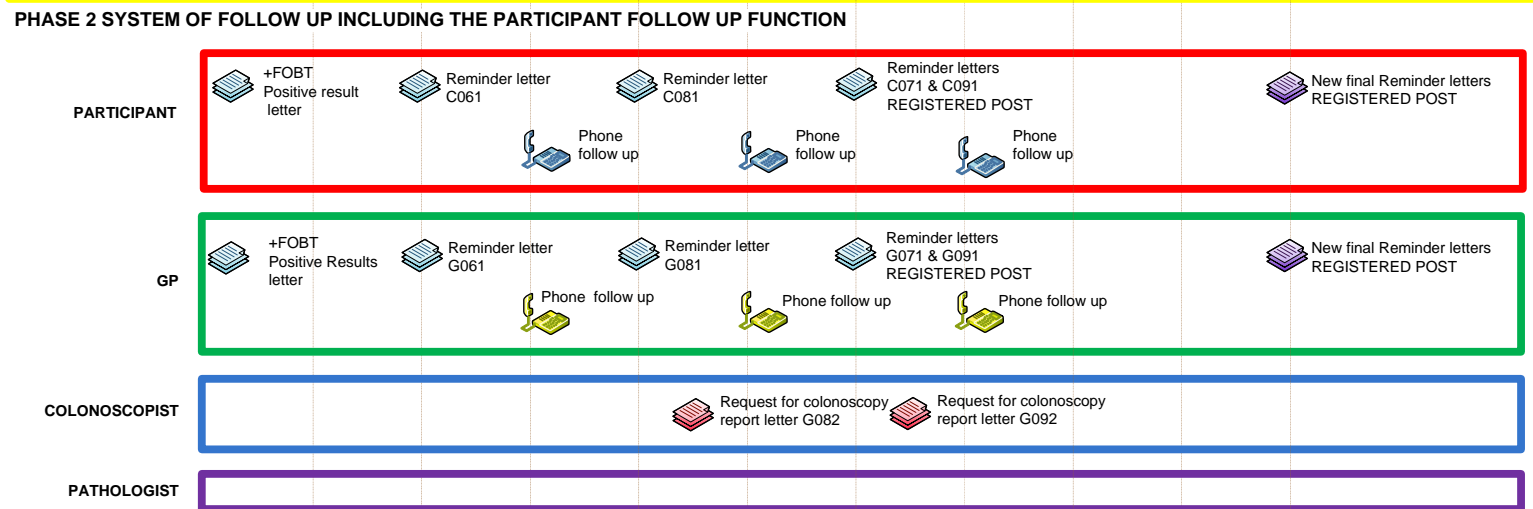 PHASE 2 SYSTEM OF FOLLOW UP INCLUDING THE PARTICIPANT FOLLOW UP FUNCTION
PARTICIPANT
+FOBT
Positive result
letter
Reminder letter
C061
Reminder letter
C081
Reminder letters
C071 & C091
REGISTERED POST
New final Reminder letters
REGISTERED POST
Phone
follow up
Phone
follow up
Phone
follow up
GP
+FOBT
Positive Results
letter
Reminder letter
G061
Reminder letter
G081
Reminder letters
G071 & G091
REGISTERED POST
New final Reminder letters
REGISTERED POST
Phone follow up
Phone follow up
Phone follow up
COLONOSCOPIST
Request for colonoscopy
report letter G082
Request for colonoscopy
report letter G092
PATHOLOGIST